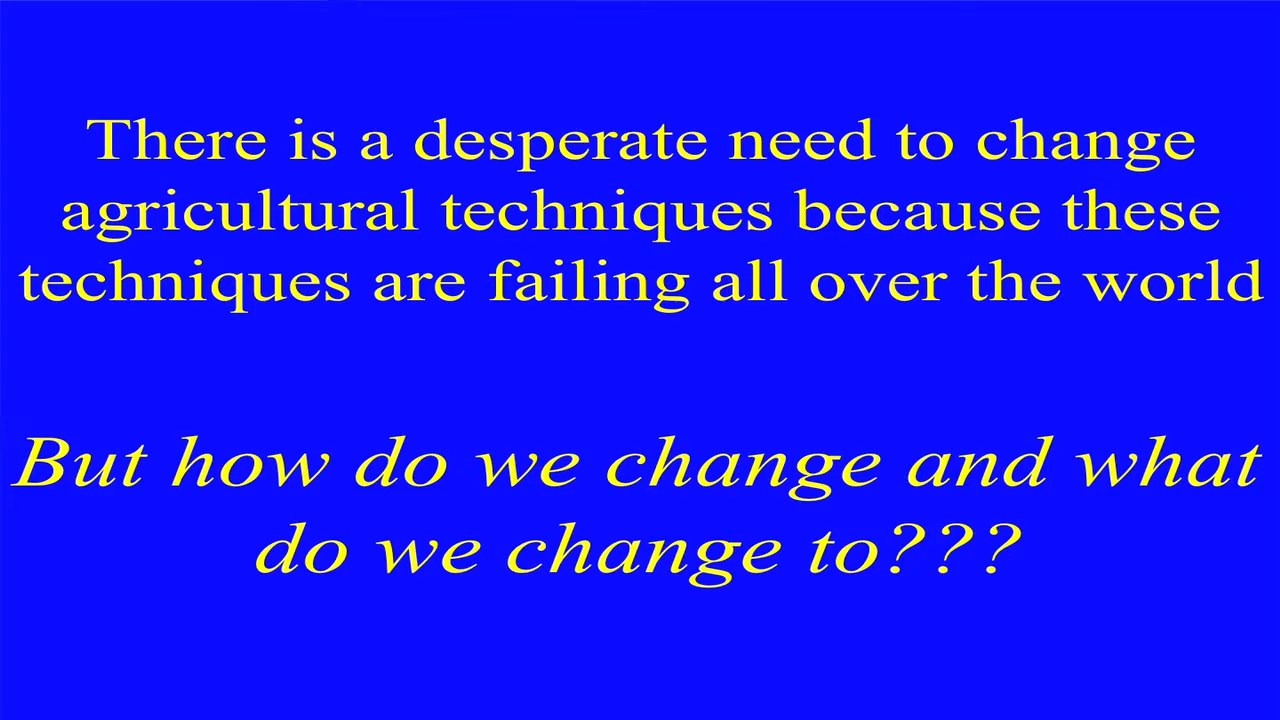 There is a desperate need to change
agricultural techniques because these
techniques are failing all over the world
But how do we change and what
do we change to???